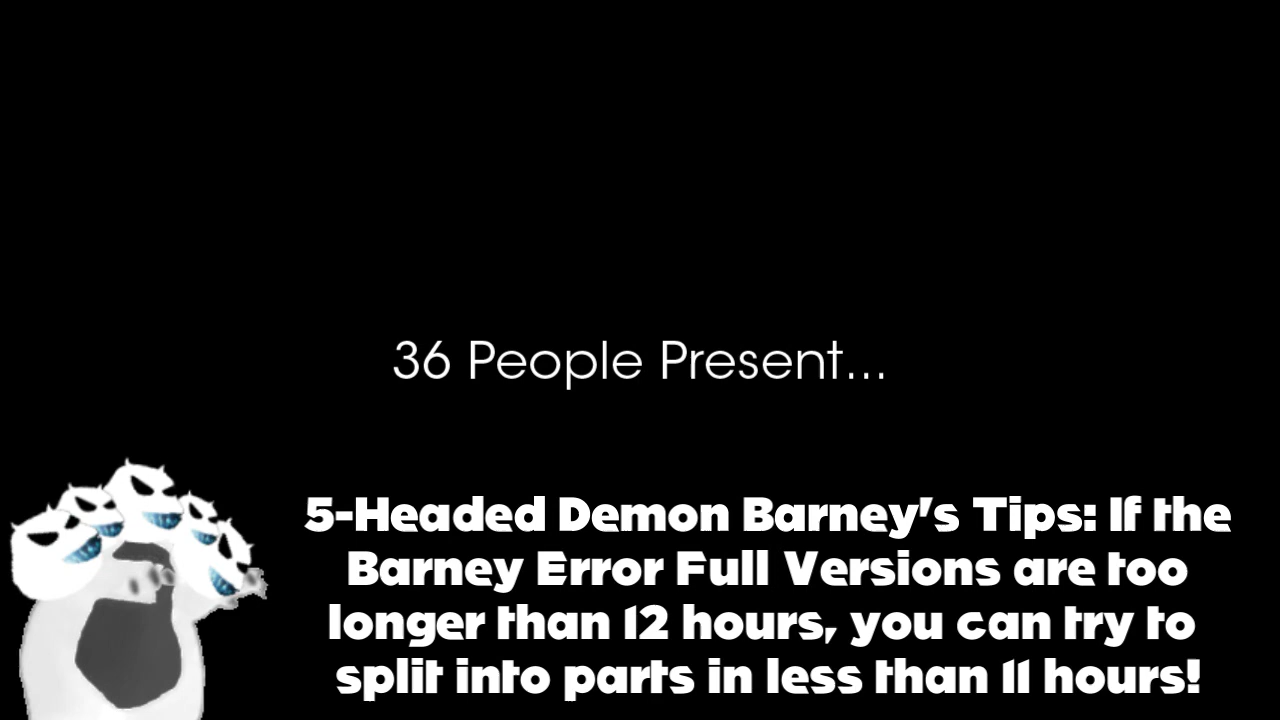 36 People Present...
5-Headed Demon Barney's Tips: If the
Barney Error Full Versions are too
longer than 12 hours, you can try to
split into parts in less than 11 hours!